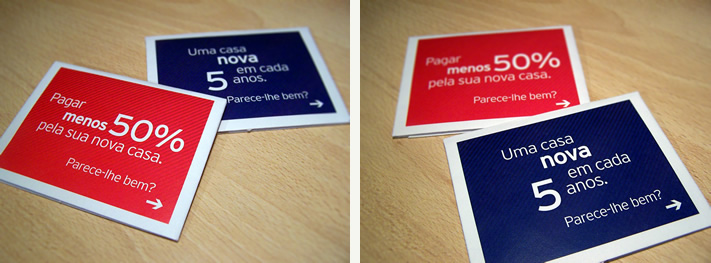 Uma casa
nova
5 em cada
anos.
Parece-lhe bem?
Pagar
menos 50%
pela sua nova casa.
Parece-lhe bem?
Pagar
menos 50%
pela sua nova casa.
Parece-lhe bem?
Uma casa
nova
5 em cada
anos.
Parece-lhe bem?